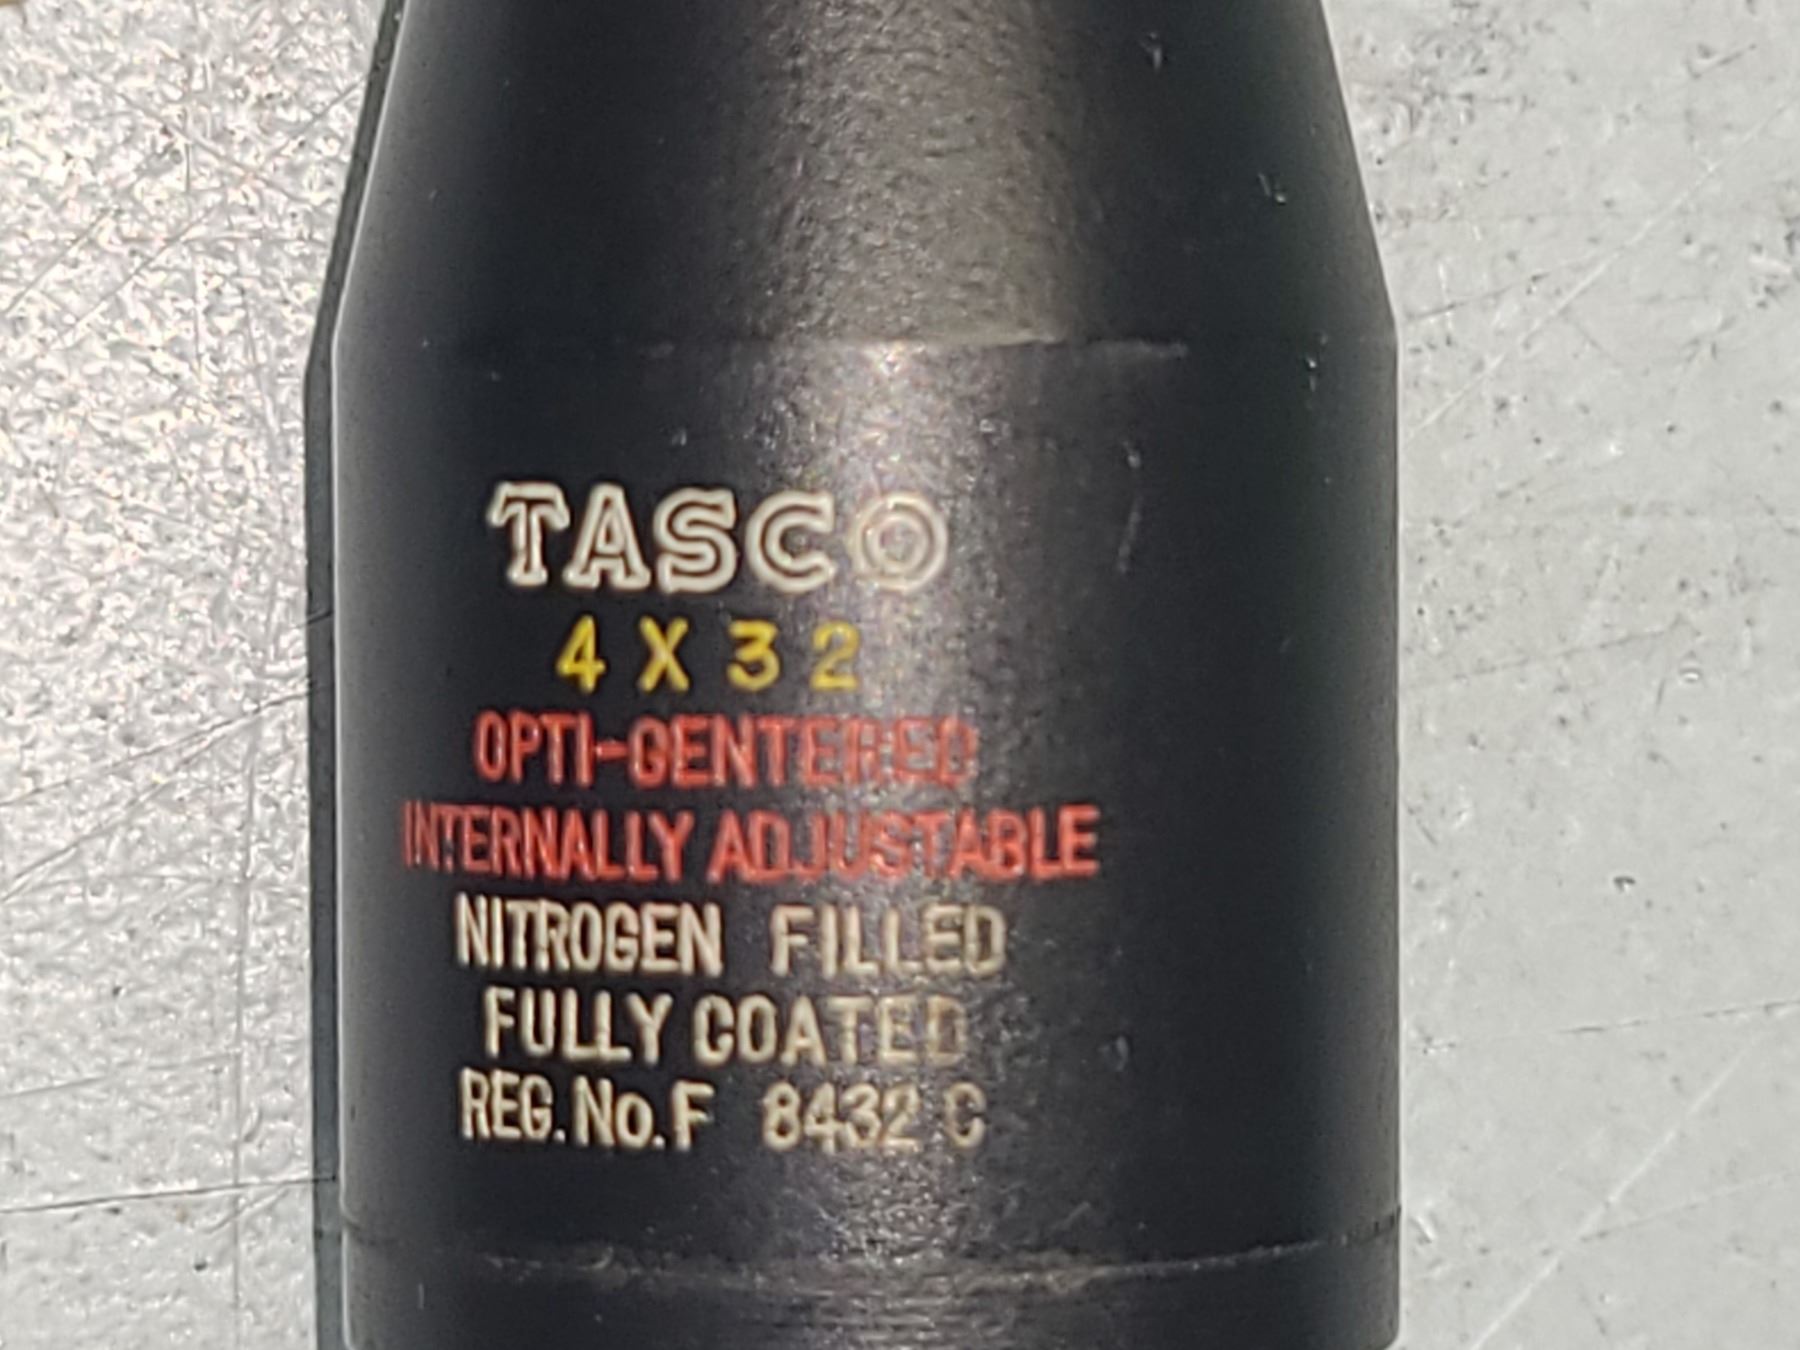 TASCO
4 X 32
OPTI-CENTERED
INTERNALLY ADJUSTABLE
NITROGEN FILLED
FULLY COATED
REG. No. F 8432 C